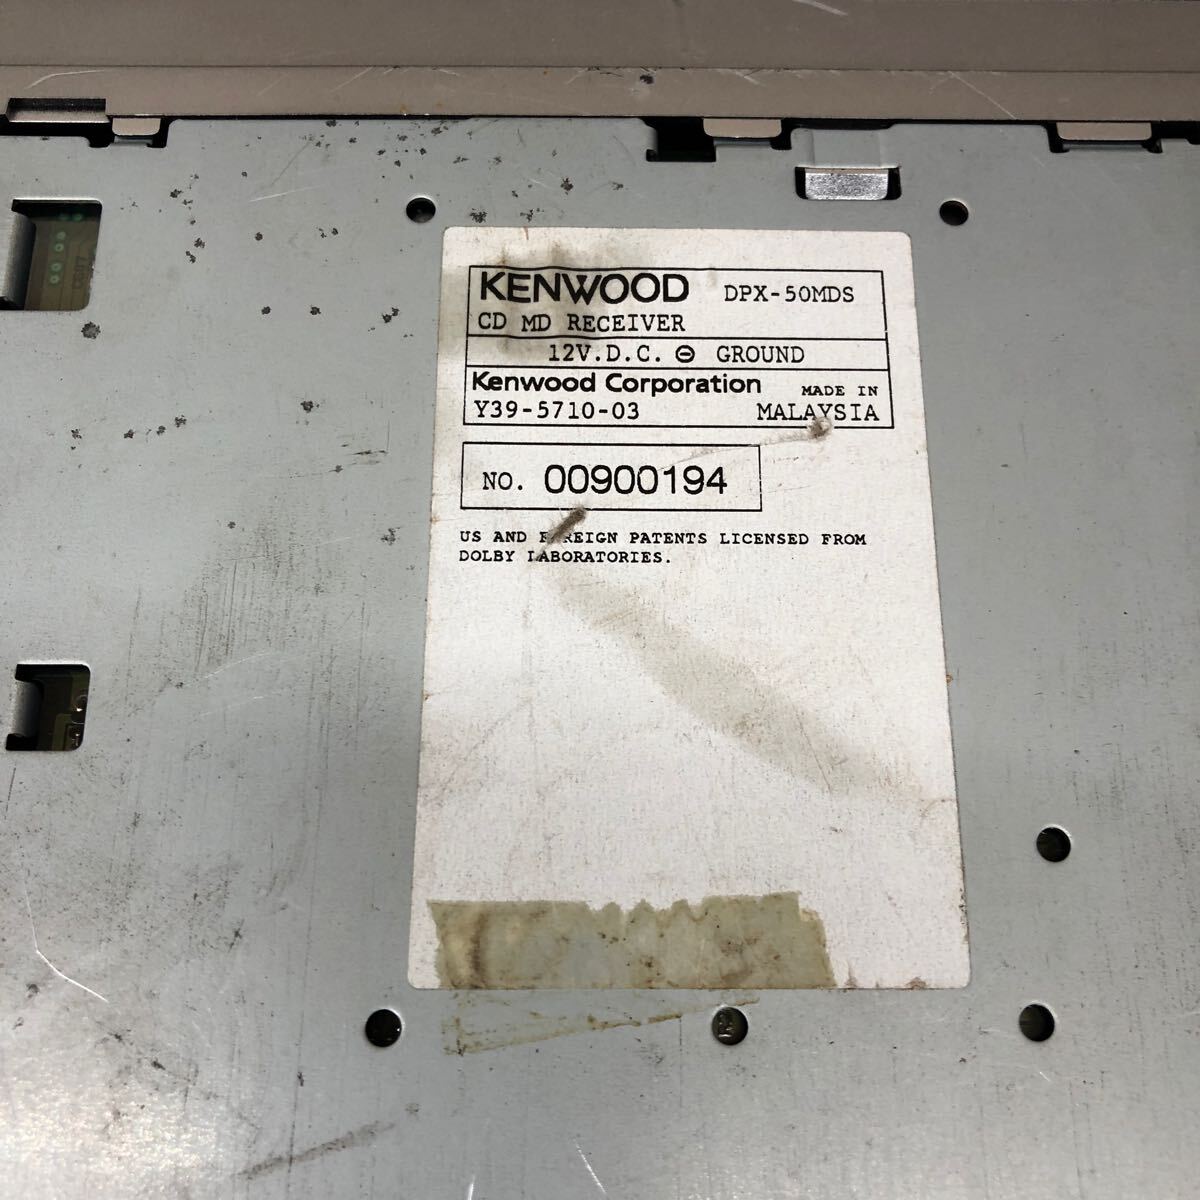 KENWOOD DPX-50MDS
CD MD RECEIVER
12V.D.C. ⊖ GROUND
Kenwood Corporation MADE IN
Y39-5710-03 MALAYSIA
NO. 00900194
US AND FOREIGN PATENTS LICENSED FROM
DOLBY LABORATORIES.